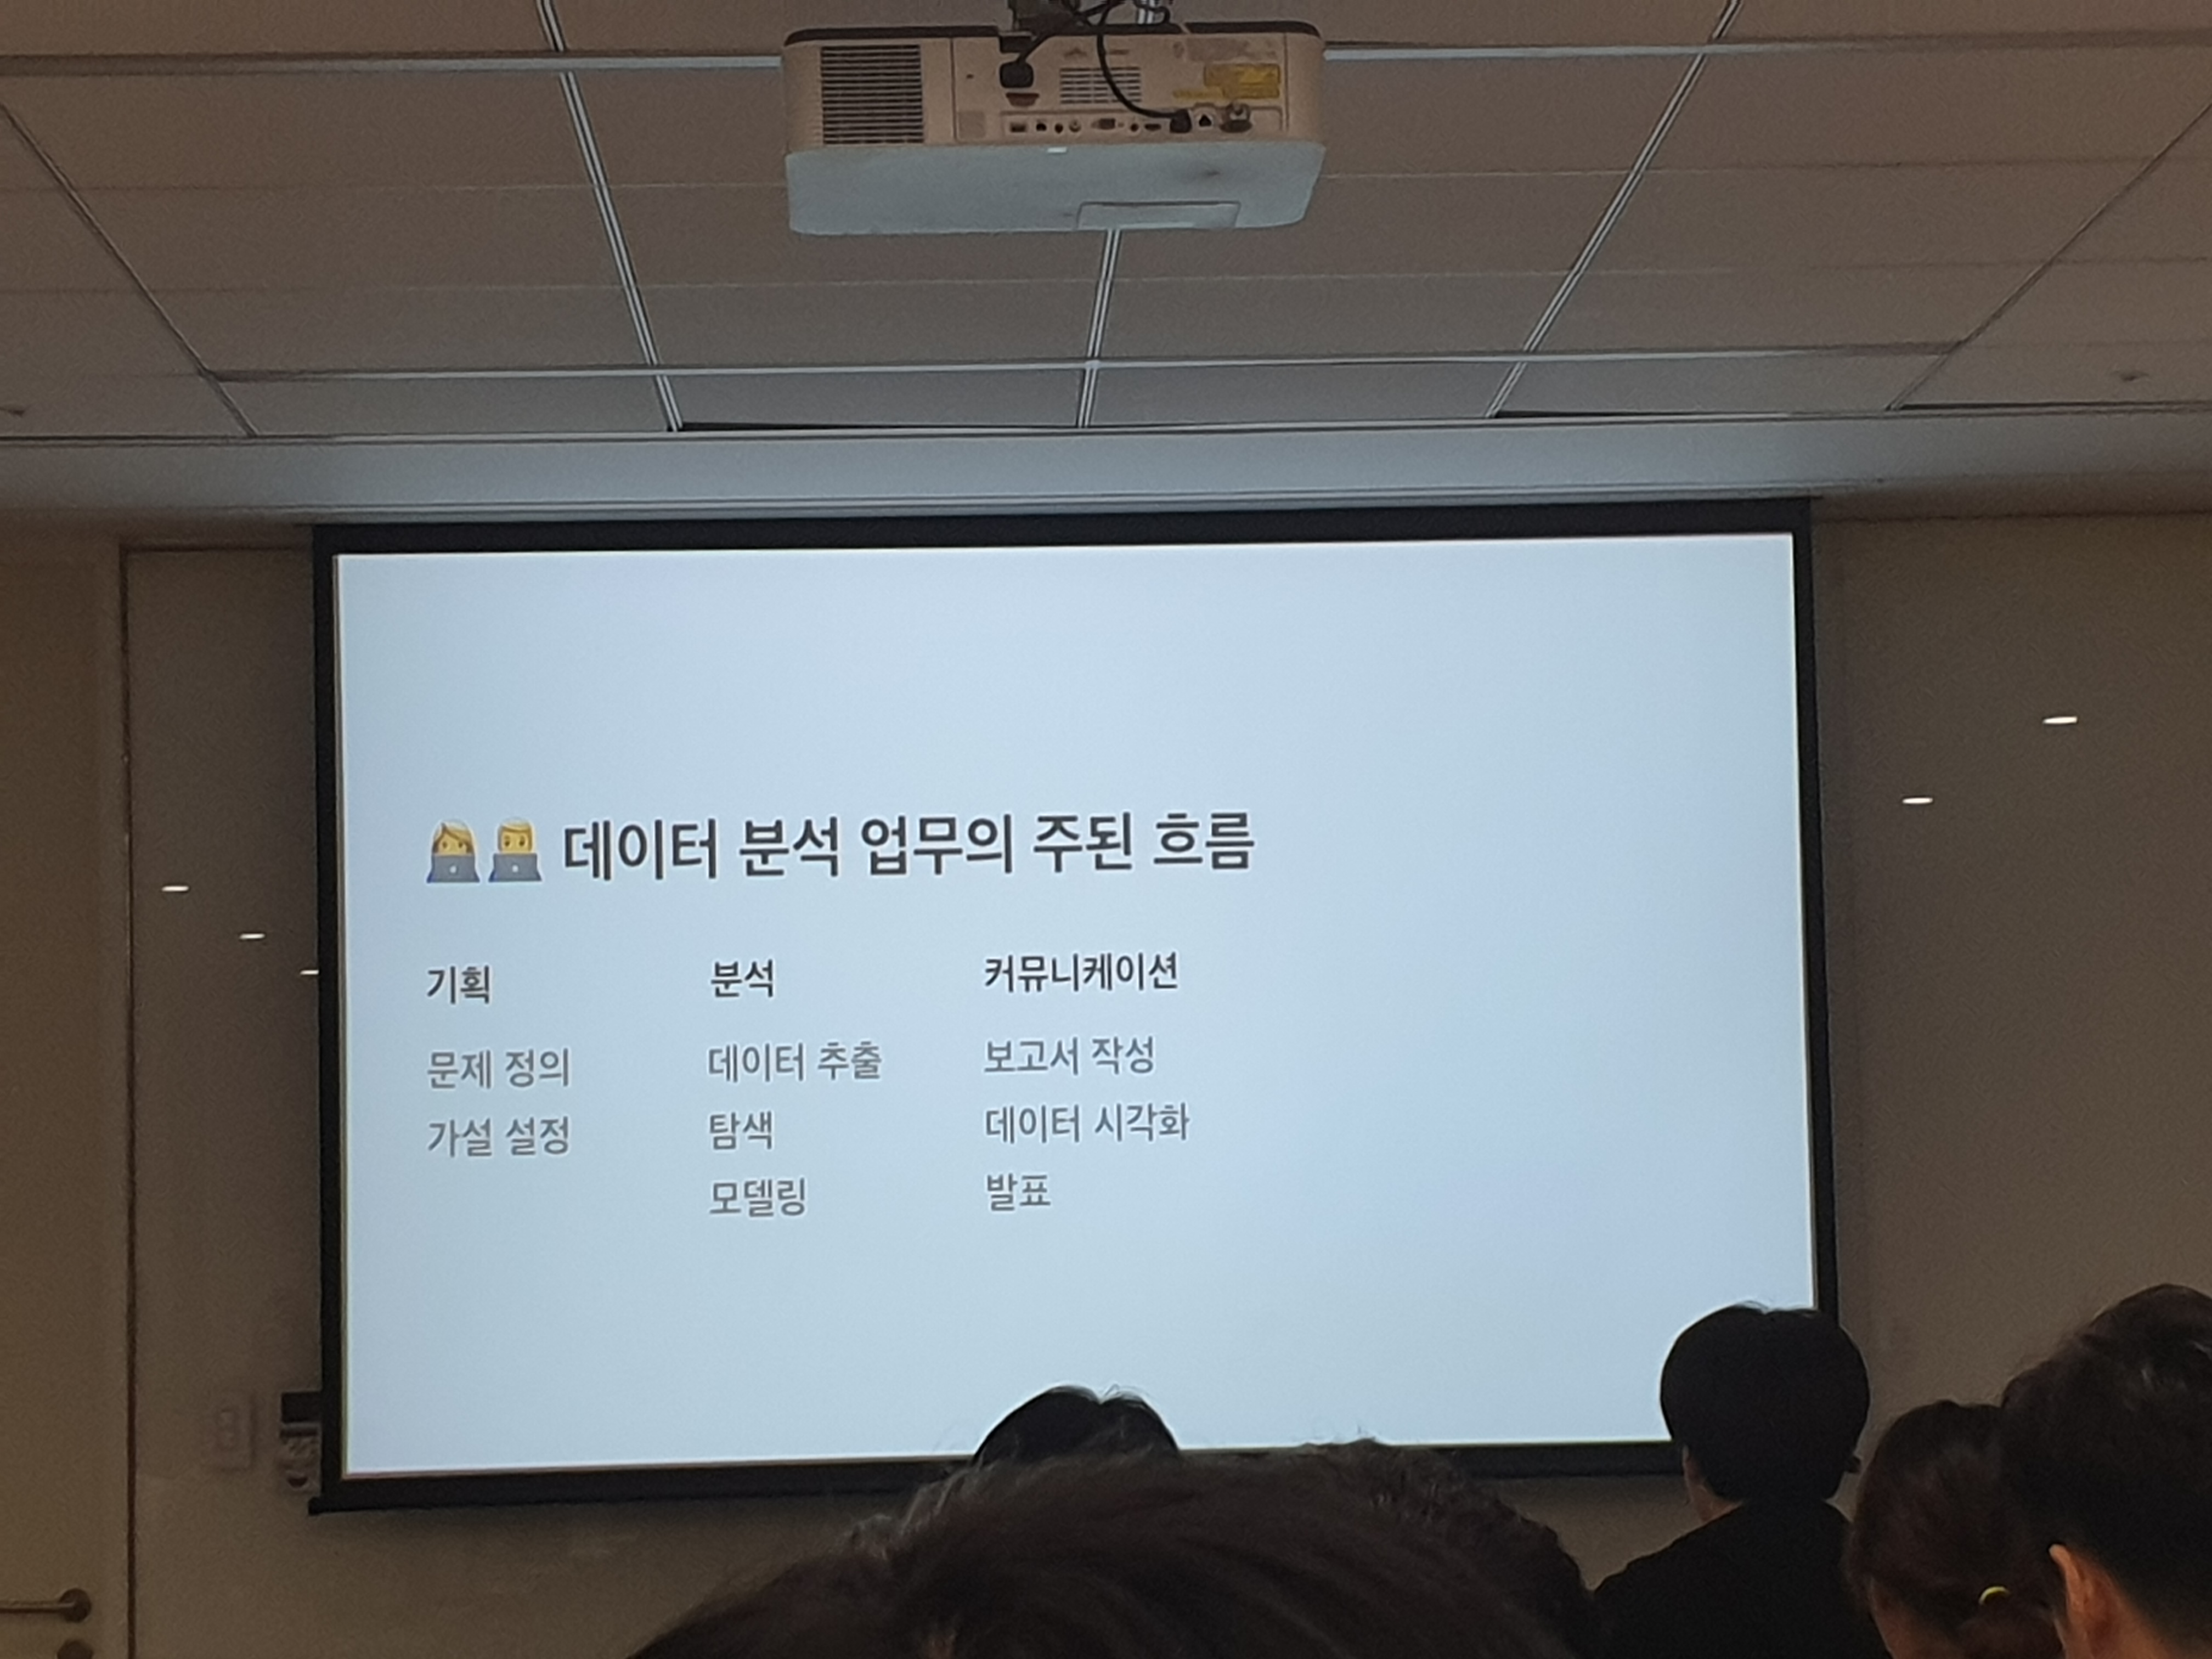 👩‍💻👨‍💻 데이터 분석 업무의 주된 흐름
기획
문제 정의
가설 설정
분석
데이터 추출
탐색
모델링
커뮤니케이션
보고서 작성
데이터 시각화
발표